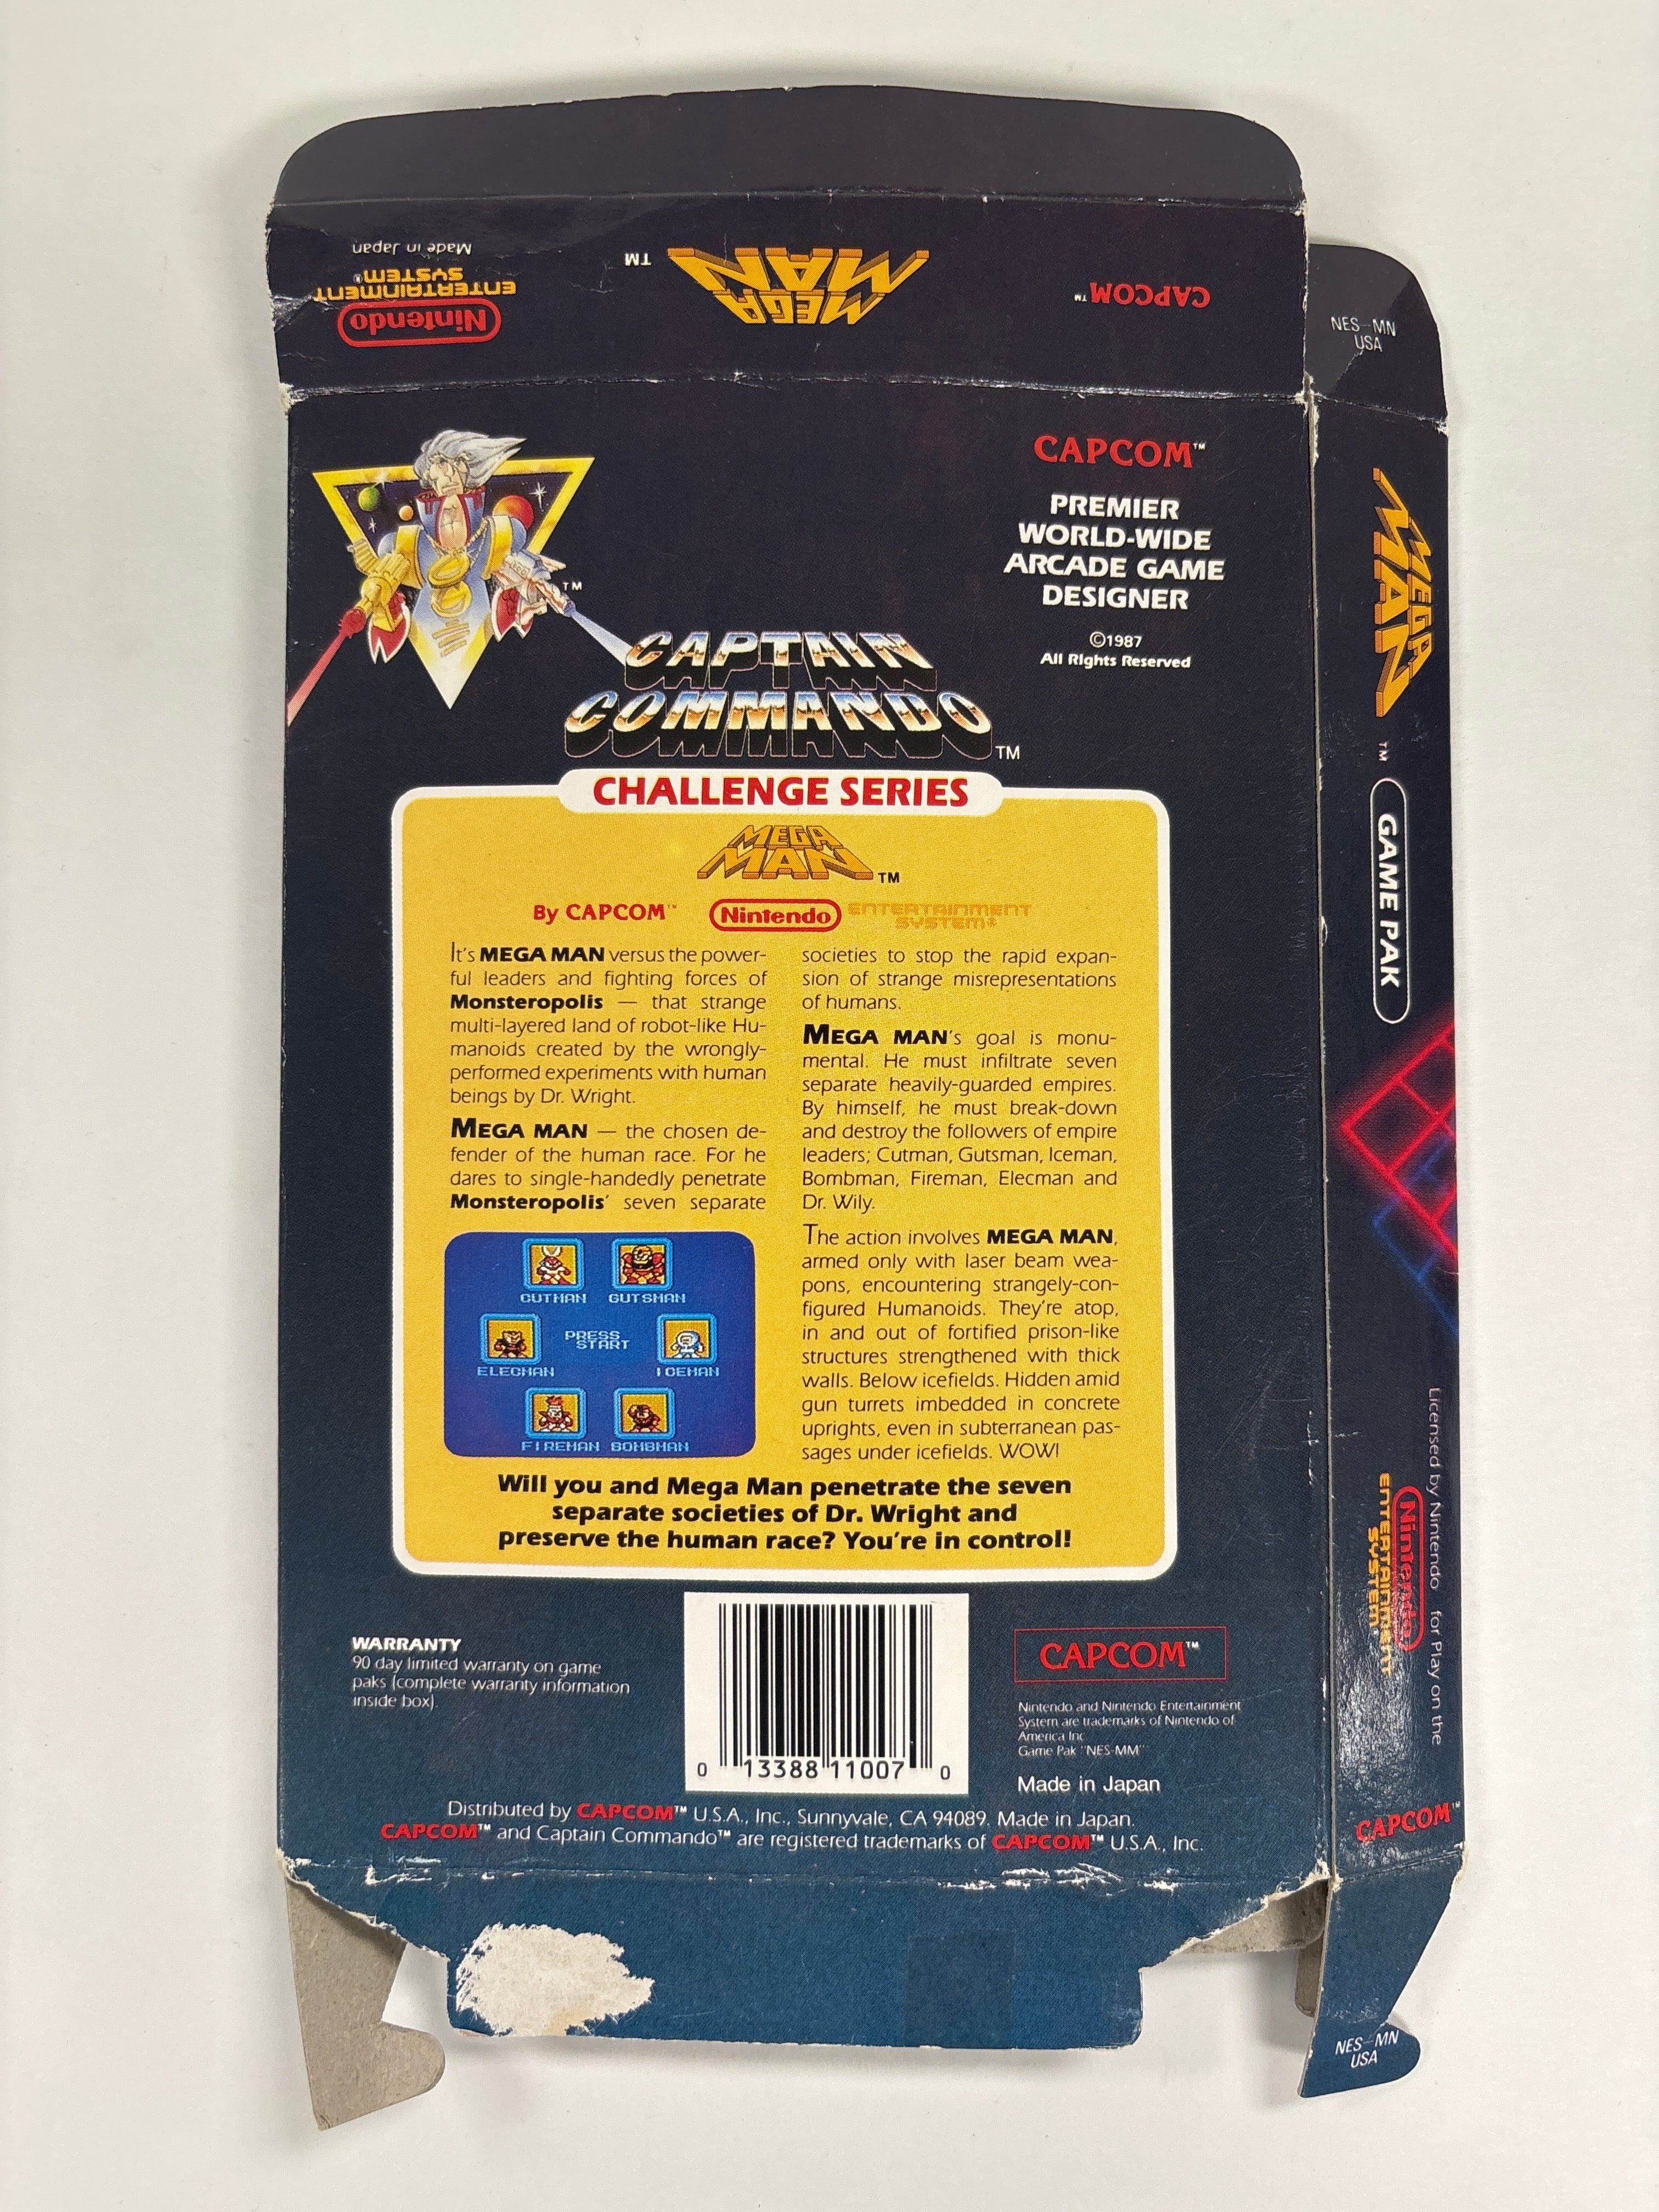 Made in Japan
Nintendo
ENTERTAINMENT
SYSTEM®
MEGA
MAN
TM
CAPCOM™
NES-MN
USA
CAPCOM™
PREMIER
WORLD-WIDE
ARCADE GAME
DESIGNER
©1987
All Rights Reserved
TM
CAPTAIN
COMMANDO TM
CHALLENGE SERIES
MEGA
MAN TM
By CAPCOM™ Nintendo ENTERTAINMENT
SYSTEM®
It's MEGA MAN versus the power-
ful leaders and fighting forces of
Monsteropolis — that strange
multi-layered land of robot-like Hu-
manoids created by the wrongly-
performed experiments with human
beings by Dr. Wright.
MEGA MAN — the chosen de-
fender of the human race. For he
dares to single-handedly penetrate
Monsteropolis' seven separate
societies to stop the rapid expan-
sion of strange misrepresentations
of humans.
MEGA MAN's goal is monu-
mental. He must infiltrate seven
separate heavily-guarded empires.
By himself, he must break-down
and destroy the followers of empire
leaders; Cutman, Gutsman, Iceman,
Bombman, Fireman, Elecman and
Dr. Wily.
The action involves MEGA MAN,
armed only with laser beam wea-
pons, encountering strangely-con-
figured Humanoids. They're atop,
in and out of fortified prison-like
structures strengthened with thick
walls. Below icefields. Hidden amid
gun turrets imbedded in concrete
uprights, even in subterranean pas-
sages under icefields. WOW!
CUTMAN GUTSMAN
PRESS
START
ELECMAN ICEMAN
FIREMAN BOMBMAN
Will you and Mega Man penetrate the seven
separate societies of Dr. Wright and
preserve the human race? You're in control!
WARRANTY
90 day limited warranty on game
paks (complete warranty information
inside box).
0 13388 11007 0
CAPCOM™
Nintendo and Nintendo Entertainment
System are trademarks of Nintendo of
America Inc
Game Pak "NES-MM"
Made in Japan
Distributed by CAPCOM™ U.S.A., Inc., Sunnyvale, CA 94089. Made in Japan.
CAPCOM™ and Captain Commando™ are registered trademarks of CAPCOM™ U.S.A., Inc.
MEGA
MAN
TM
GAME PAK
Licensed by Nintendo for Play on the
Nintendo
ENTERTAINMENT
SYSTEM®
CAPCOM™
NES-MN
USA